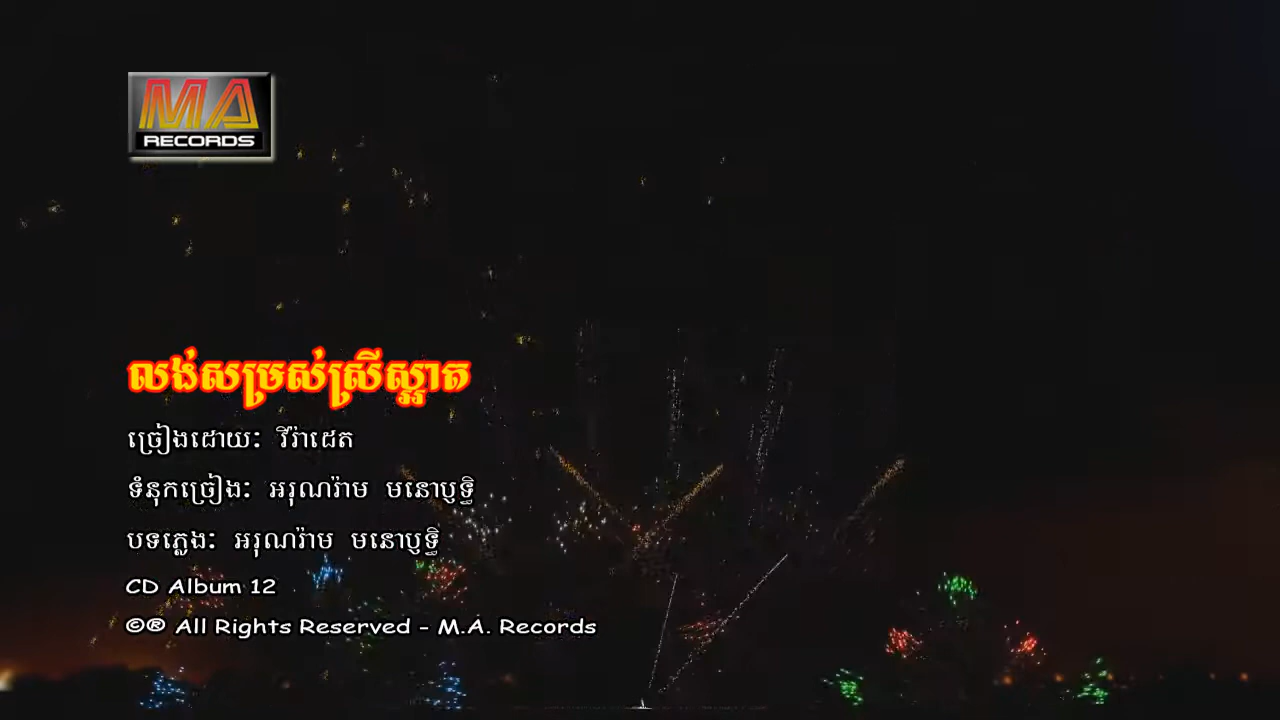 MA
RECORDS
លង់សម្រស់ស្រីស្អាត
ច្រៀងដោយ: វីរ៉ាដេត
ទំនុកច្រៀង: អរុណរ៉ាម មនោឫទ្ធិ
បទភ្លេង: អរុណរ៉ាម មនោឫទ្ធិ
CD Album 12
©® All Rights Reserved - M.A. Records